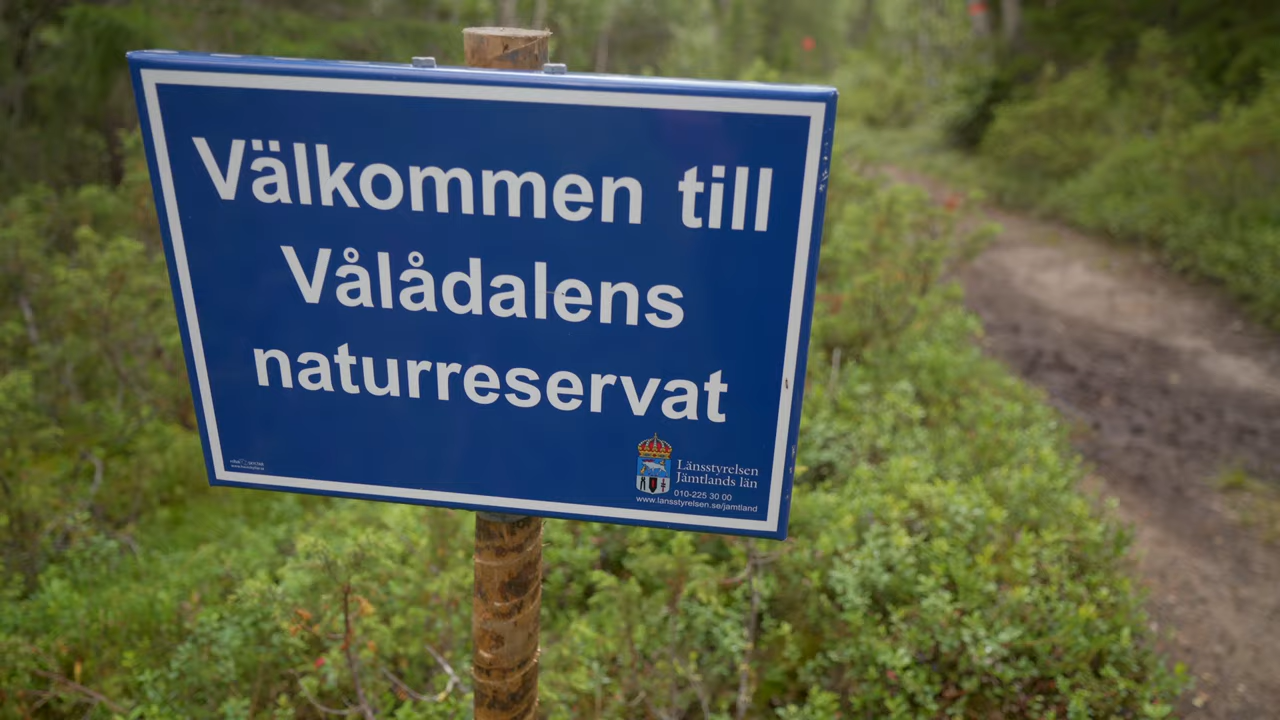 Välkommen till
Vålådalens
naturreservat
Länsstyrelsen
Jämtlands län
010-225 30 00
www.lansstyrelsen.se/jamtland